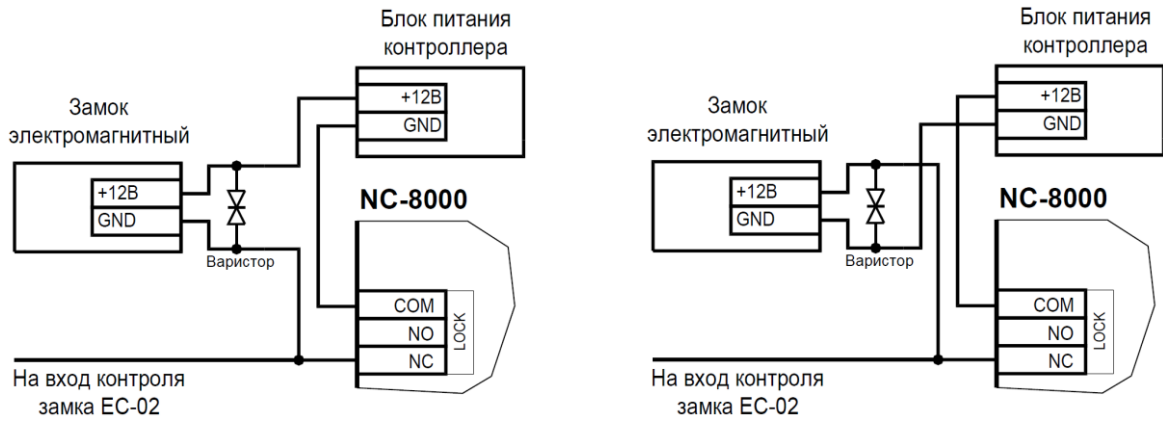 Блок питания
контроллера
+12В
GND
Замок
электромагнитный
+12В
GND
Варистор
NC-8000
COM
NO
NC
LOCK
На вход контроля
замка EC-02
Блок питания
контроллера
+12В
GND
Замок
электромагнитный
+12В
GND
Варистор
NC-8000
COM
NO
NC
LOCK
На вход контроля
замка EC-02